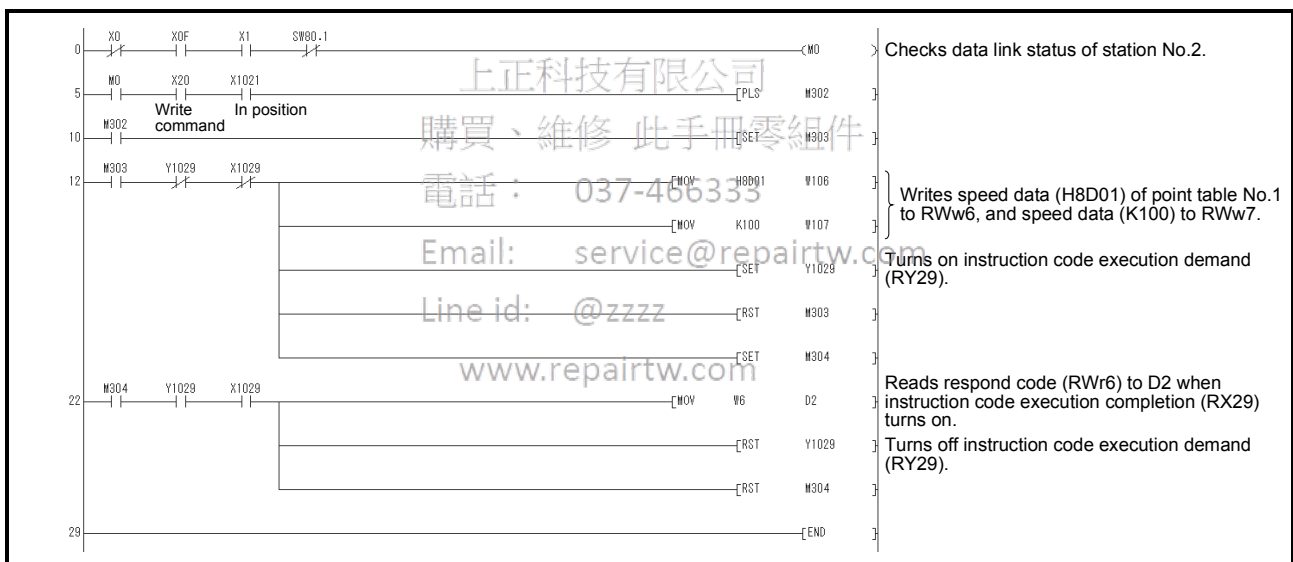 X0 X0F X1 SW80.1
0 (M0 ) Checks data link status of station No.2.
上正科技有限公司
M0 X20 X1021
5 [PLS M302 ]
Write command In position
M302
10 [SET M303 ]
購買、維修 此手冊零組件
M303 Y1029 X1029
12 [MOV H8D01 W106 ]
電話: 037-466333
Writes speed data (H8D01) of point table No.1
to RWw6, and speed data (K100) to RWw7.
[MOV K100 W107 ]
Email: service@repairtw.com
[SET Y1029 ] Turns on instruction code execution demand
(RY29).
Line id: @zzzz
[RST M303 ]
[SET M304 ]
www.repairtw.com
M304 Y1029 X1029
22 [MOV W6 D2 ]
Reads respond code (RWr6) to D2 when
instruction code execution completion (RX29)
turns on.
[RST Y1029 ] Turns off instruction code execution demand
(RY29).
[RST M304 ]
29 [END ]